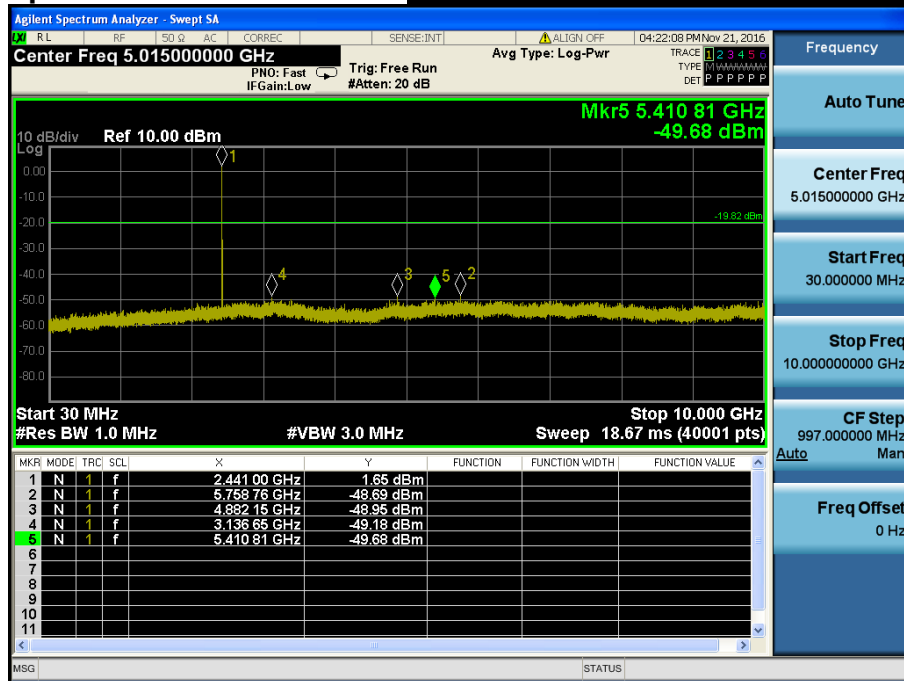 Agilent Spectrum Analyzer - Swept SA
LXI RL RF 50 Ω AC CORREC SENSE:INT ALIGN OFF 04:22:08 PM Nov 21, 2016
Center Freq 5.015000000 GHz
PNO: Fast
IFGain:Low
Trig: Free Run
#Atten: 20 dB
Avg Type: Log-Pwr
TRACE 1 2 3 4 5 6
TYPE M WWWWW
DET P P P P P P
Mkr5 5.410 81 GHz
-49.68 dBm
10 dB/div Ref 10.00 dBm
Log
0.00
-10.0
-20.0
-30.0
-40.0
-50.0
-60.0
-70.0
-80.0
1
-19.82 dBm
4
3
5
2
Start 30 MHz Stop 10.000 GHz
#Res BW 1.0 MHz #VBW 3.0 MHz Sweep 18.67 ms (40001 pts)
MKR MODE TRC SCL X Y FUNCTION FUNCTION WIDTH FUNCTION VALUE
1 N 1 f 2.441 00 GHz 1.65 dBm
2 N 1 f 5.758 76 GHz -48.69 dBm
3 N 1 f 4.882 15 GHz -48.95 dBm
4 N 1 f 3.136 65 GHz -49.18 dBm
5 N 1 f 5.410 81 GHz -49.68 dBm
6
7
8
9
10
11
MSG STATUS
Frequency
Auto Tune
Center Freq
5.015000000 GHz
Start Freq
30.000000 MHz
Stop Freq
10.000000000 GHz
CF Step
997.000000 MHz
Auto Man
Freq Offset
0 Hz